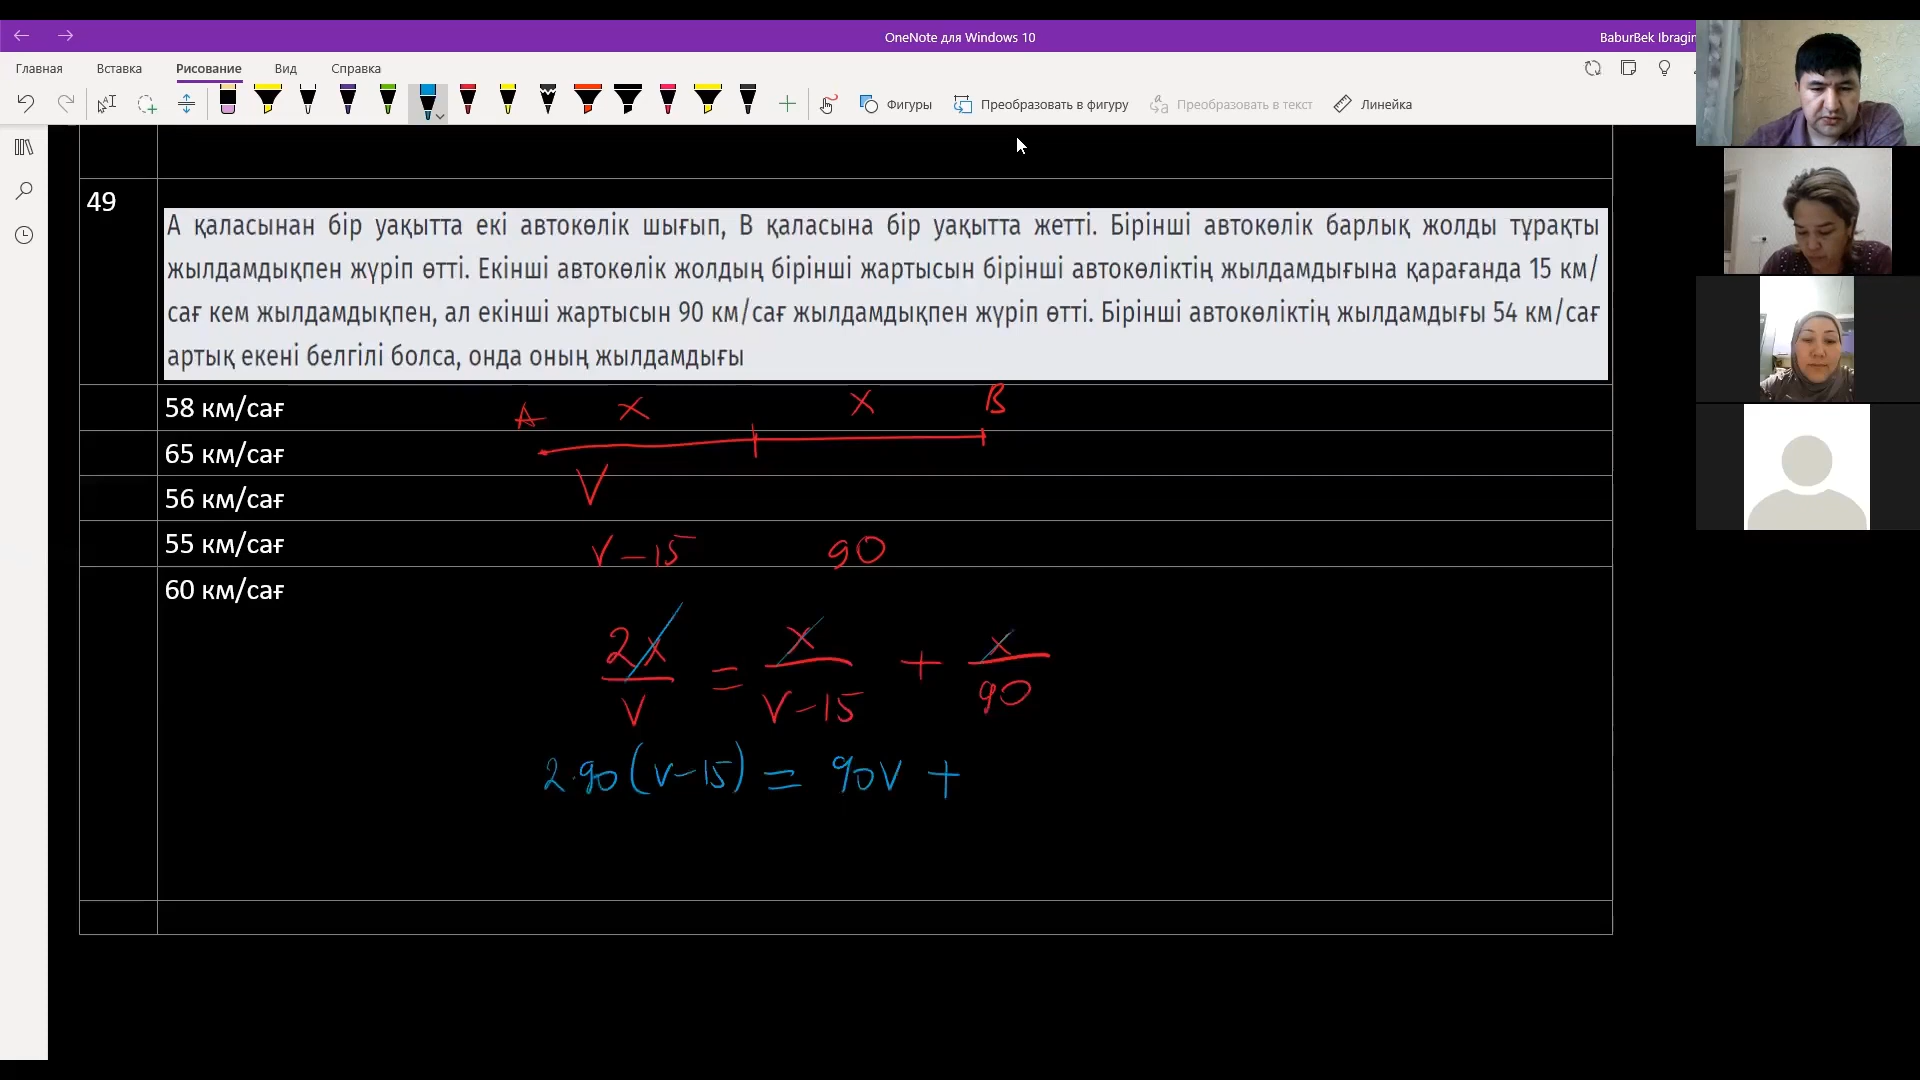 OneNote для Windows 10
BaburBek Ibragin
Главная Вставка Рисование Вид Справка
Фигуры Преобразовать в фигуру Преобразовать в текст Линейка
49
А қаласынан бір уақытта екі автокөлік шығып, В қаласына бір уақытта жетті. Бірінші автокөлік барлық жолды тұрақты
жылдамдықпен жүріп өтті. Екінші автокөлік жолдың бірінші жартысын бірінші автокөліктің жылдамдығына қарағанда 15 км/
сағ кем жылдамдықпен, ал екінші жартысын 90 км/сағ жылдамдықпен жүріп өтті. Бірінші автокөліктің жылдамдығы 54 км/сағ
артық екені белгілі болса, онда оның жылдамдығы
58 км/сағ
A x x B
65 км/сағ
V
56 км/сағ
55 км/сағ
V-15 90
60 км/сағ
2x/V = x/(V-15) + x/90
2·90(V-15) = 90V +